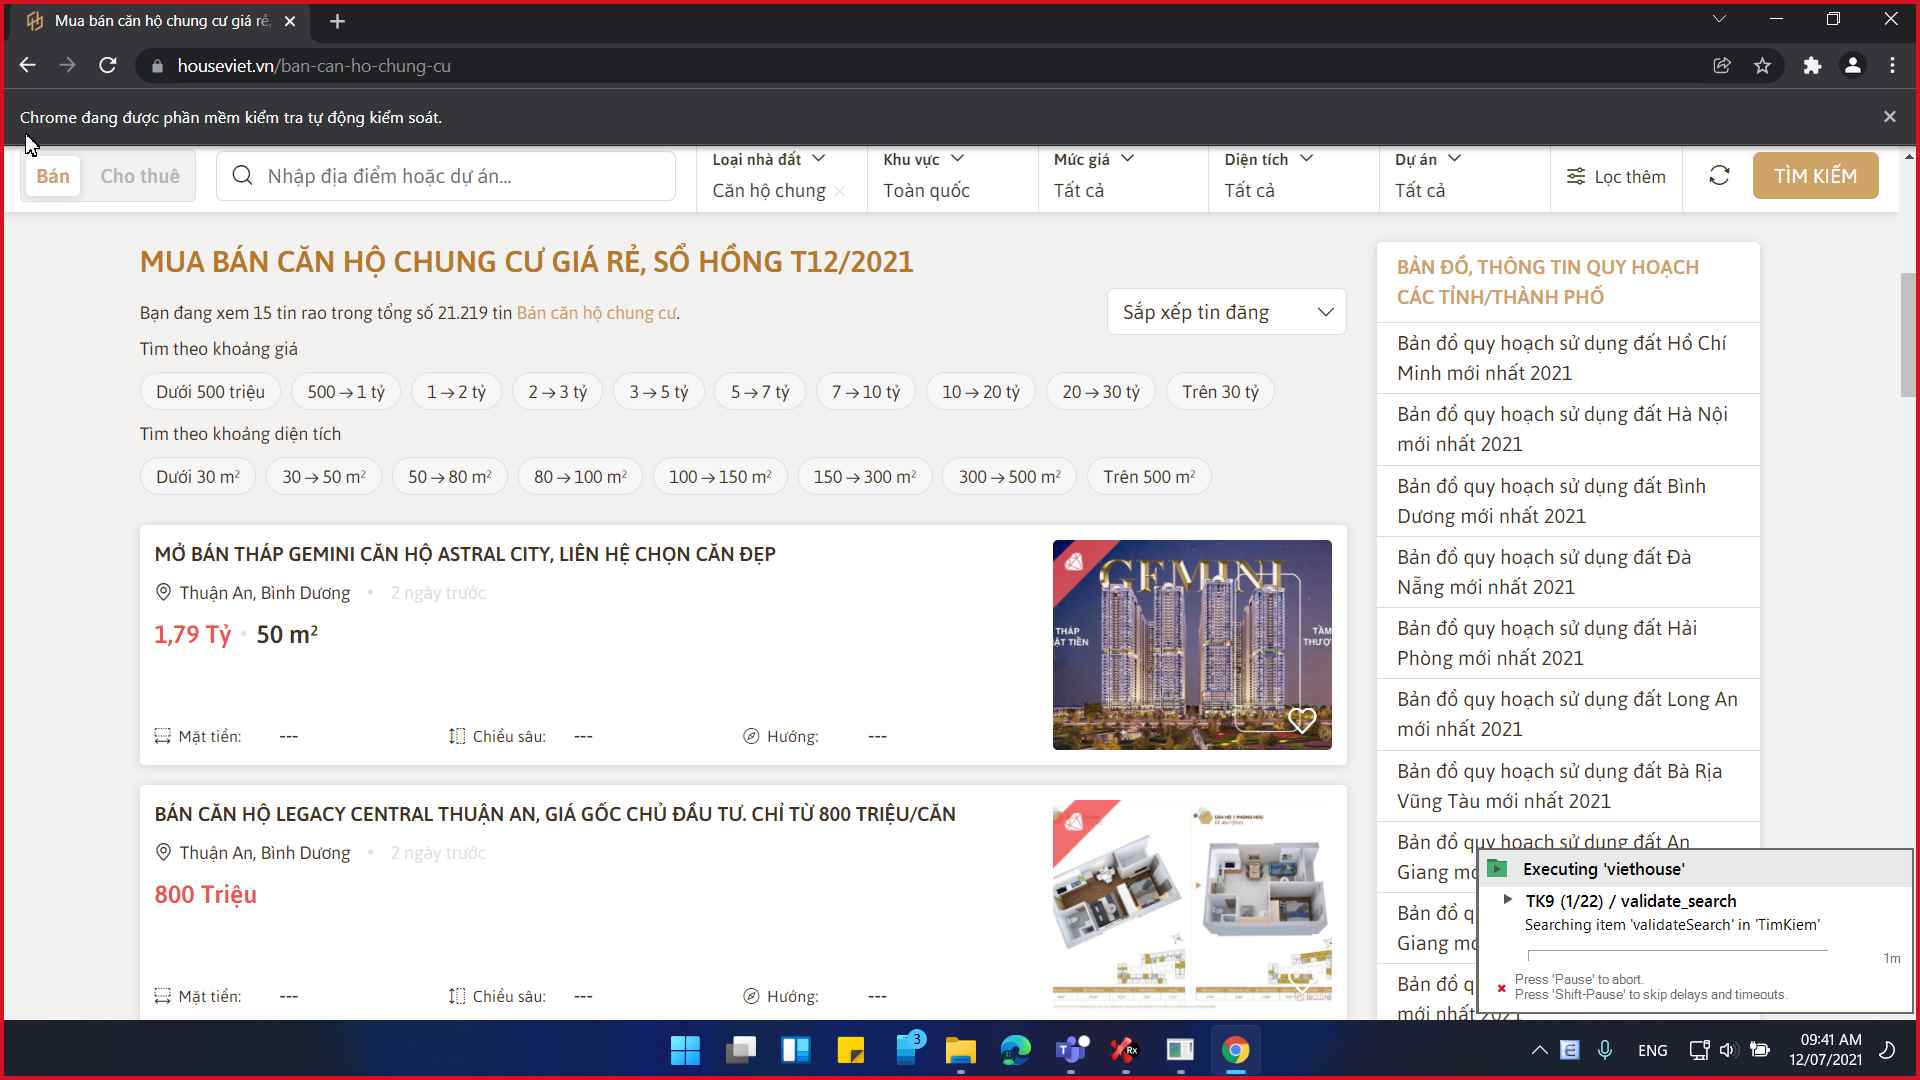 Mua bán căn hộ chung cư giá rẻ,
houseviet.vn/ban-can-ho-chung-cu
Chrome đang được phần mềm kiểm tra tự động kiểm soát.
Bán
Cho thuê
Nhập địa điểm hoặc dự án...
Loại nhà đất
Căn hộ chung
Khu vực
Toàn quốc
Mức giá
Tất cả
Diện tích
Tất cả
Dự án
Tất cả
Lọc thêm
TÌM KIẾM
MUA BÁN CĂN HỘ CHUNG CƯ GIÁ RẺ, SỔ HỒNG T12/2021
Bạn đang xem 15 tin rao trong tổng số 21.219 tin Bán căn hộ chung cư.
Sắp xếp tin đăng
Tìm theo khoảng giá
Dưới 500 triệu
500→1 tỷ
1→2 tỷ
2→3 tỷ
3→5 tỷ
5→7 tỷ
7→10 tỷ
10→20 tỷ
20→30 tỷ
Trên 30 tỷ
Tìm theo khoảng diện tích
Dưới 30 m²
30→50 m²
50→80 m²
80→100 m²
100→150 m²
150→300 m²
300→500 m²
Trên 500 m²
MỞ BÁN THÁP GEMINI CĂN HỘ ASTRAL CITY, LIÊN HỆ CHỌN CĂN ĐẸP
Thuận An, Bình Dương • 2 ngày trước
1,79 Tỷ • 50 m²
Mặt tiền: ---
Chiều sâu: ---
Hướng: ---
GEMINI
THÁP
ẶT TIỀN
TẦM
THƯỢ
BÁN CĂN HỘ LEGACY CENTRAL THUẬN AN, GIÁ GỐC CHỦ ĐẦU TƯ. CHỈ TỪ 800 TRIỆU/CĂN
Thuận An, Bình Dương • 2 ngày trước
800 Triệu
Mặt tiền: ---
Chiều sâu: ---
Hướng: ---
BẢN ĐỒ, THÔNG TIN QUY HOẠCH
CÁC TỈNH/THÀNH PHỐ
Bản đồ quy hoạch sử dụng đất Hồ Chí
Minh mới nhất 2021
Bản đồ quy hoạch sử dụng đất Hà Nội
mới nhất 2021
Bản đồ quy hoạch sử dụng đất Bình
Dương mới nhất 2021
Bản đồ quy hoạch sử dụng đất Đà
Nẵng mới nhất 2021
Bản đồ quy hoạch sử dụng đất Hải
Phòng mới nhất 2021
Bản đồ quy hoạch sử dụng đất Long An
mới nhất 2021
Bản đồ quy hoạch sử dụng đất Bà Rịa
Vũng Tàu mới nhất 2021
Bản đồ quy hoạch sử dụng đất An
Giang mớ
Bản đồ q
Giang mớ
Bản đồ q
mới nhất 2021
Executing 'viethouse'
TK9 (1/22) / validate_search
Searching item 'validateSearch' in 'TimKiem'
1m
Press 'Pause' to abort.
Press 'Shift-Pause' to skip delays and timeouts.
3
Rx
ENG
09:41 AM
12/07/2021